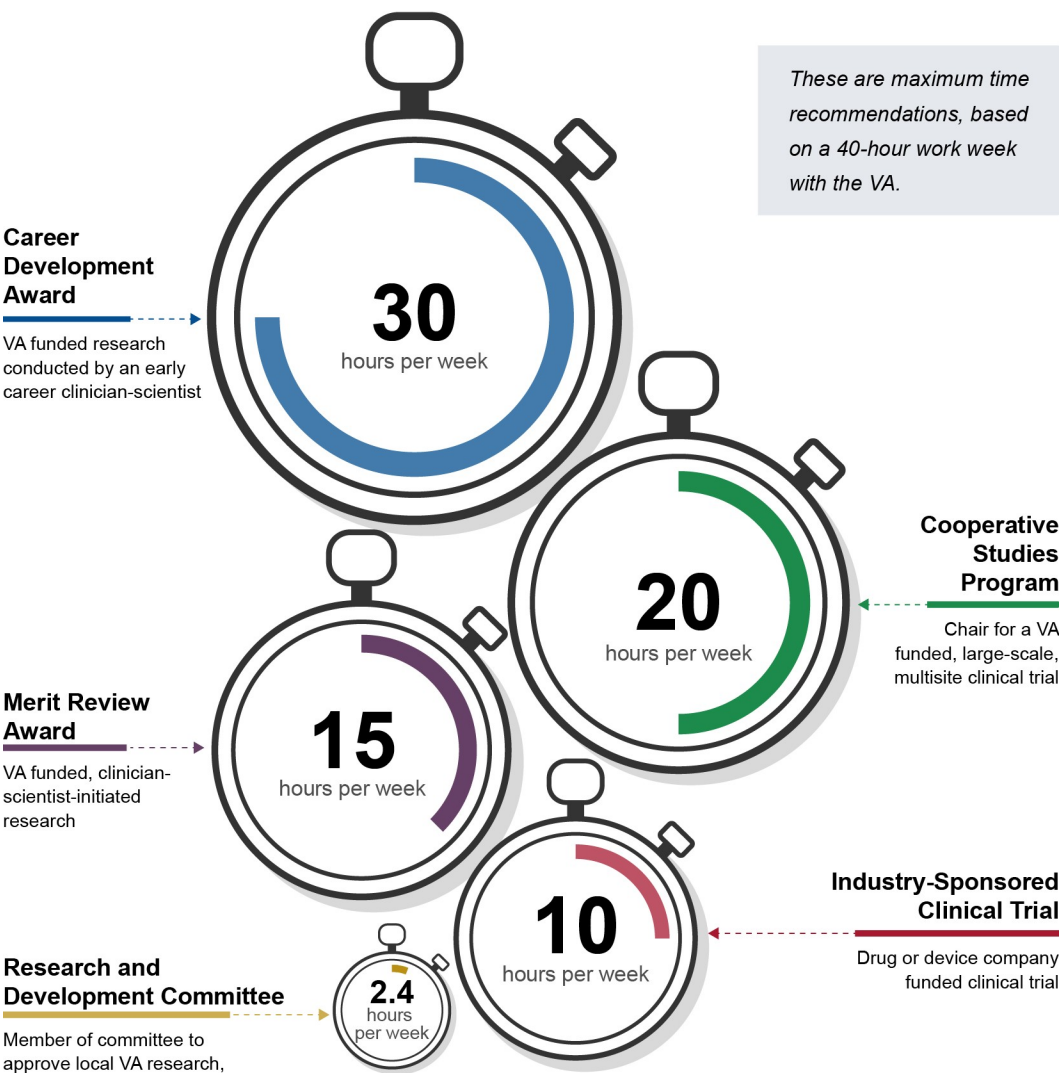 These are maximum time
recommendations, based
on a 40-hour work week
with the VA.
Career
Development
Award
VA funded research
conducted by an early
career clinician-scientist
30
hours per week
Cooperative
Studies
Program
Chair for a VA
funded, large-scale,
multisite clinical trial
20
hours per week
Merit Review
Award
VA funded, clinician-
scientist-initiated
research
15
hours per week
Industry-Sponsored
Clinical Trial
Drug or device company
funded clinical trial
10
hours per week
Research and
Development Committee
Member of committee to
approve local VA research,
2.4
hours
per week